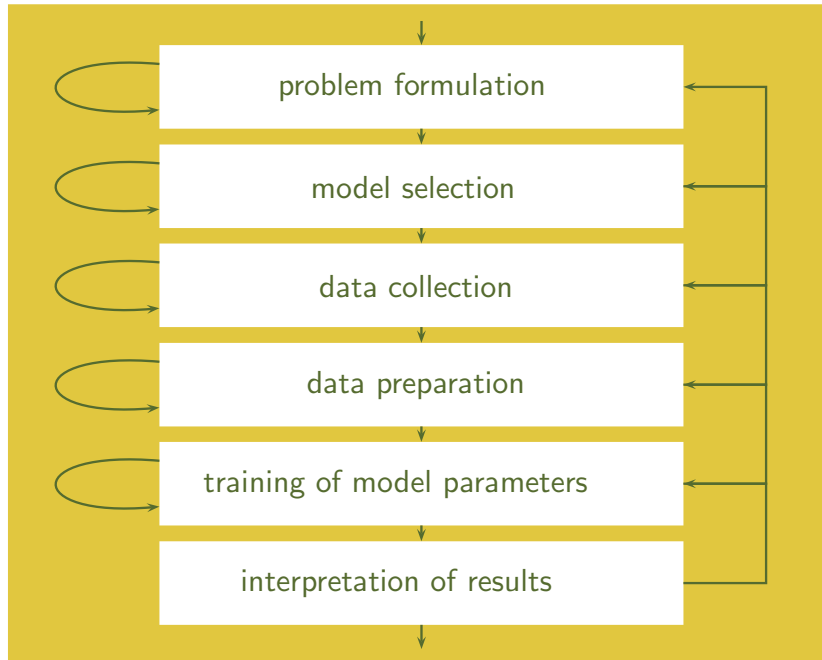 problem formulation
model selection
data collection
data preparation
training of model parameters
interpretation of results